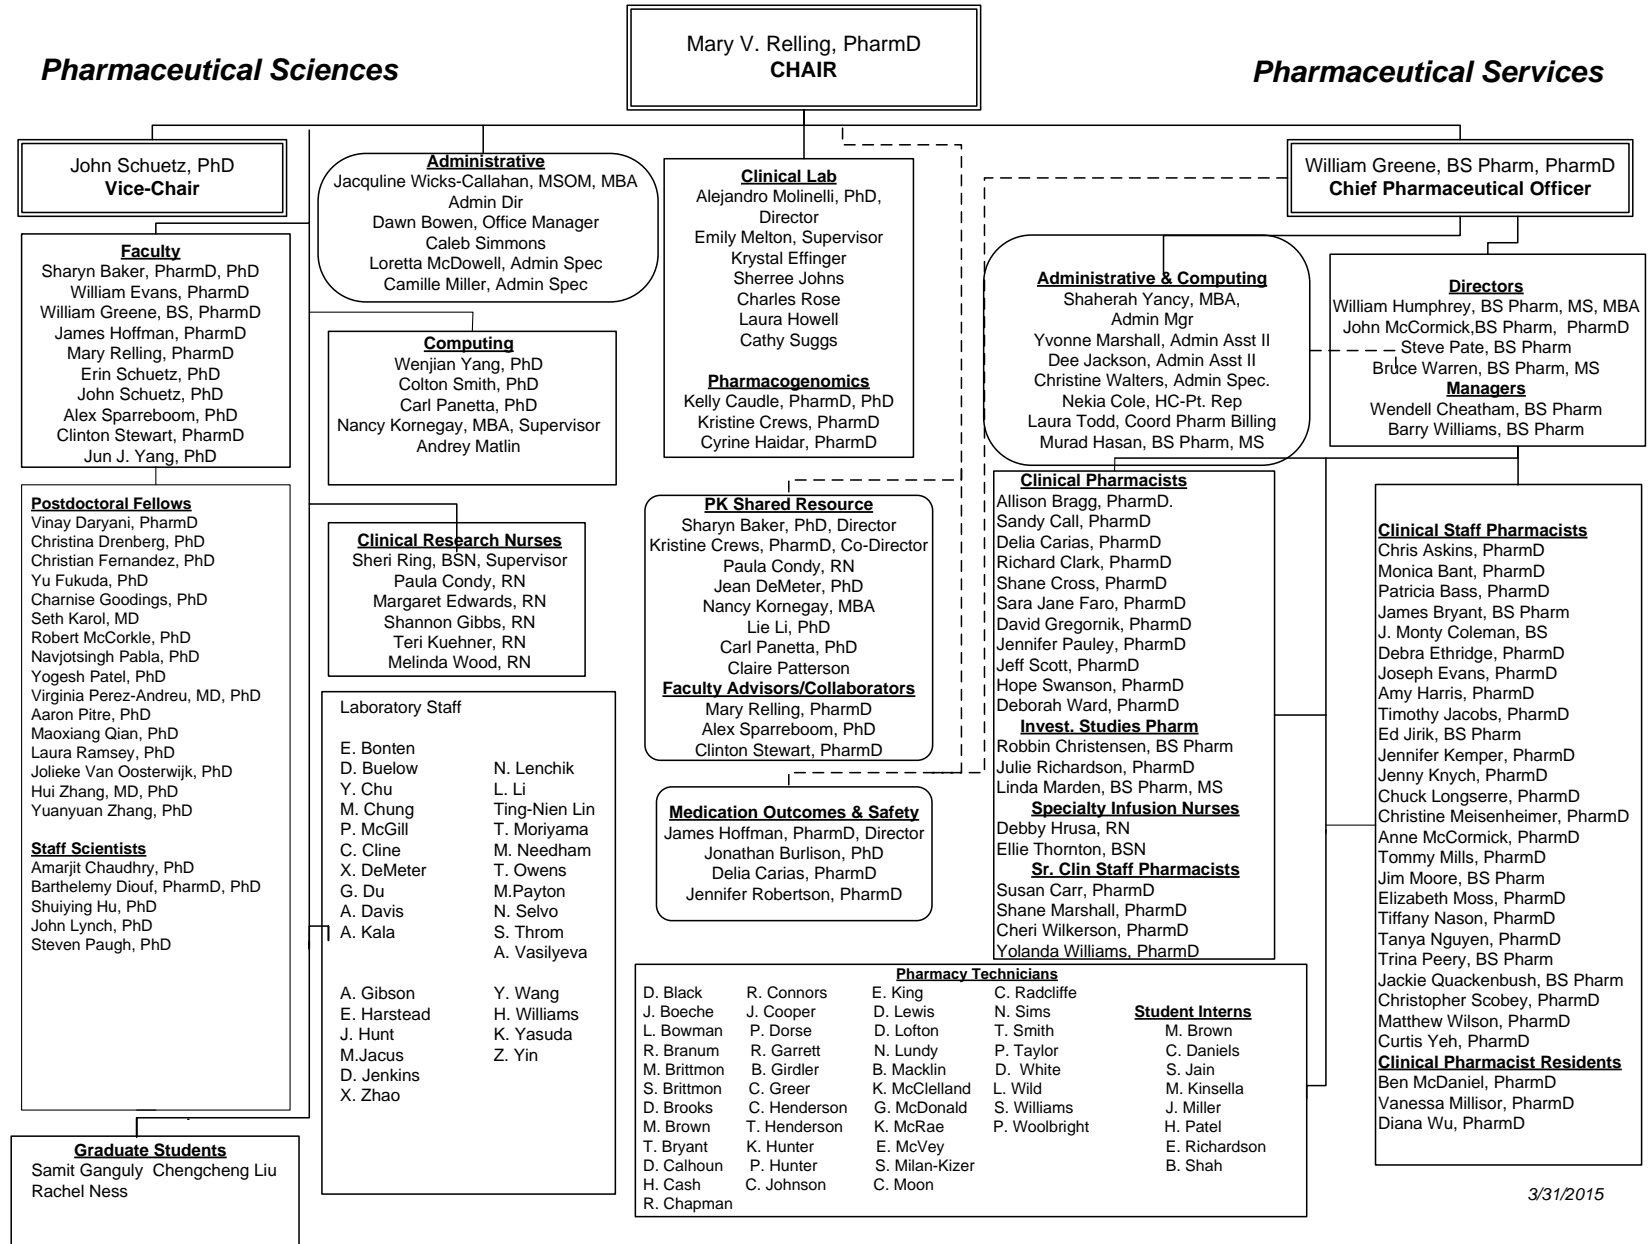 Pharmaceutical Sciences
Mary V. Relling, PharmD
CHAIR
Pharmaceutical Services
John Schuetz, PhD
Vice-Chair
William Greene, BS Pharm, PharmD
Chief Pharmaceutical Officer
Faculty
Sharyn Baker, PharmD, PhD
William Evans, PharmD
William Greene, BS, PharmD
James Hoffman, PharmD
Mary Relling, PharmD
Erin Schuetz, PhD
John Schuetz, PhD
Alex Sparreboom, PhD
Clinton Stewart, PharmD
Jun J. Yang, PhD
Postdoctoral Fellows
Vinay Daryani, PharmD
Christina Drenberg, PhD
Christian Fernandez, PhD
Yu Fukuda, PhD
Charnise Goodings, PhD
Seth Karol, MD
Robert McCorkle, PhD
Navjotsingh Pabla, PhD
Yogesh Patel, PhD
Virginia Perez-Andreu, MD, PhD
Aaron Pitre, PhD
Maoxiang Qian, PhD
Laura Ramsey, PhD
Jolieke Van Oosterwijk, PhD
Hui Zhang, MD, PhD
Yuanyuan Zhang, PhD
Staff Scientists
Amarjit Chaudhry, PhD
Barthelemy Diouf, PharmD, PhD
Shuiying Hu, PhD
John Lynch, PhD
Steven Paugh, PhD
Graduate Students
Samit Ganguly  Chengcheng Liu
Rachel Ness
Administrative
Jacquline Wicks-Callahan, MSOM, MBA
Admin Dir
Dawn Bowen, Office Manager
Caleb Simmons
Loretta McDowell, Admin Spec
Camille Miller, Admin Spec
Computing
Wenjian Yang, PhD
Colton Smith, PhD
Carl Panetta, PhD
Nancy Kornegay, MBA, Supervisor
Andrey Matlin
Clinical Research Nurses
Sheri Ring, BSN, Supervisor
Paula Condy, RN
Margaret Edwards, RN
Shannon Gibbs, RN
Teri Kuehner, RN
Melinda Wood, RN
Laboratory Staff
E. Bonten
D. Buelow
Y. Chu
M. Chung
P. McGill
C. Cline
X. DeMeter
G. Du
A. Davis
A. Kala
A. Gibson
E. Harstead
J. Hunt
M.Jacus
D. Jenkins
X. Zhao
N. Lenchik
L. Li
Ting-Nien Lin
T. Moriyama
M. Needham
T. Owens
M.Payton
N. Selvo
S. Throm
A. Vasilyeva
Y. Wang
H. Williams
K. Yasuda
Z. Yin
Clinical Lab
Alejandro Molinelli, PhD,
Director
Emily Melton, Supervisor
Krystal Effinger
Sherree Johns
Charles Rose
Laura Howell
Cathy Suggs
Pharmacogenomics
Kelly Caudle, PharmD, PhD
Kristine Crews, PharmD
Cyrine Haidar, PharmD
PK Shared Resource
Sharyn Baker, PhD, Director
Kristine Crews, PharmD, Co-Director
Paula Condy, RN
Jean DeMeter, PhD
Nancy Kornegay, MBA
Lie Li, PhD
Carl Panetta, PhD
Claire Patterson
Faculty Advisors/Collaborators
Mary Relling, PharmD
Alex Sparreboom, PhD
Clinton Stewart, PharmD
Medication Outcomes & Safety
James Hoffman, PharmD, Director
Jonathan Burlison, PhD
Delia Carias, PharmD
Jennifer Robertson, PharmD
Administrative & Computing
Shaherah Yancy, MBA,
Admin Mgr
Yvonne Marshall, Admin Asst II
Dee Jackson, Admin Asst II
Christine Walters, Admin Spec.
Nekia Cole, HC-Pt. Rep
Laura Todd, Coord Pharm Billing
Murad Hasan, BS Pharm, MS
Directors
William Humphrey, BS Pharm, MS, MBA
John McCormick,BS Pharm,  PharmD
Steve Pate, BS Pharm
Bruce Warren, BS Pharm, MS
Managers
Wendell Cheatham, BS Pharm
Barry Williams, BS Pharm
Clinical Pharmacists
Allison Bragg, PharmD.
Sandy Call, PharmD
Delia Carias, PharmD
Richard Clark, PharmD
Shane Cross, PharmD
Sara Jane Faro, PharmD
David Gregornik, PharmD
Jennifer Pauley, PharmD
Jeff Scott, PharmD
Hope Swanson, PharmD
Deborah Ward, PharmD
Invest. Studies Pharm
Robbin Christensen, BS Pharm
Julie Richardson, PharmD
Linda Marden, BS Pharm, MS
Specialty Infusion Nurses
Debby Hrusa, RN
Ellie Thornton, BSN
Sr. Clin Staff Pharmacists
Susan Carr, PharmD
Shane Marshall, PharmD
Cheri Wilkerson, PharmD
Yolanda Williams, PharmD
Clinical Staff Pharmacists
Chris Askins, PharmD
Monica Bant, PharmD
Patricia Bass, PharmD
James Bryant, BS Pharm
J. Monty Coleman, BS
Debra Ethridge, PharmD
Joseph Evans, PharmD
Amy Harris, PharmD
Timothy Jacobs, PharmD
Ed Jirik, BS Pharm
Jennifer Kemper, PharmD
Jenny Knych, PharmD
Chuck Longserre, PharmD
Christine Meisenheimer, PharmD
Anne McCormick, PharmD
Tommy Mills, PharmD
Jim Moore, BS Pharm
Elizabeth Moss, PharmD
Tiffany Nason, PharmD
Tanya Nguyen, PharmD
Trina Peery, BS Pharm
Jackie Quackenbush, BS Pharm
Christopher Scobey, PharmD
Matthew Wilson, PharmD
Curtis Yeh, PharmD
Clinical Pharmacist Residents
Ben McDaniel, PharmD
Vanessa Millisor, PharmD
Diana Wu, PharmD
Pharmacy Technicians
D. Black
J. Boeche
L. Bowman
R. Branum
M. Brittmon
S. Brittmon
D. Brooks
M. Brown
T. Bryant
D. Calhoun
H. Cash
R. Chapman
R. Connors
J. Cooper
P. Dorse
R. Garrett
B. Girdler
C. Greer
C. Henderson
T. Henderson
K. Hunter
P. Hunter
C. Johnson
E. King
D. Lewis
D. Lofton
N. Lundy
B. Macklin
K. McClelland
G. McDonald
K. McRae
E. McVey
S. Milan-Kizer
C. Moon
C. Radcliffe
N. Sims
T. Smith
P. Taylor
D.  White
L. Wild
S. Williams
P. Woolbright
Student Interns
M. Brown
C. Daniels
S. Jain
M. Kinsella
J. Miller
H. Patel
E. Richardson
B. Shah
3/31/2015